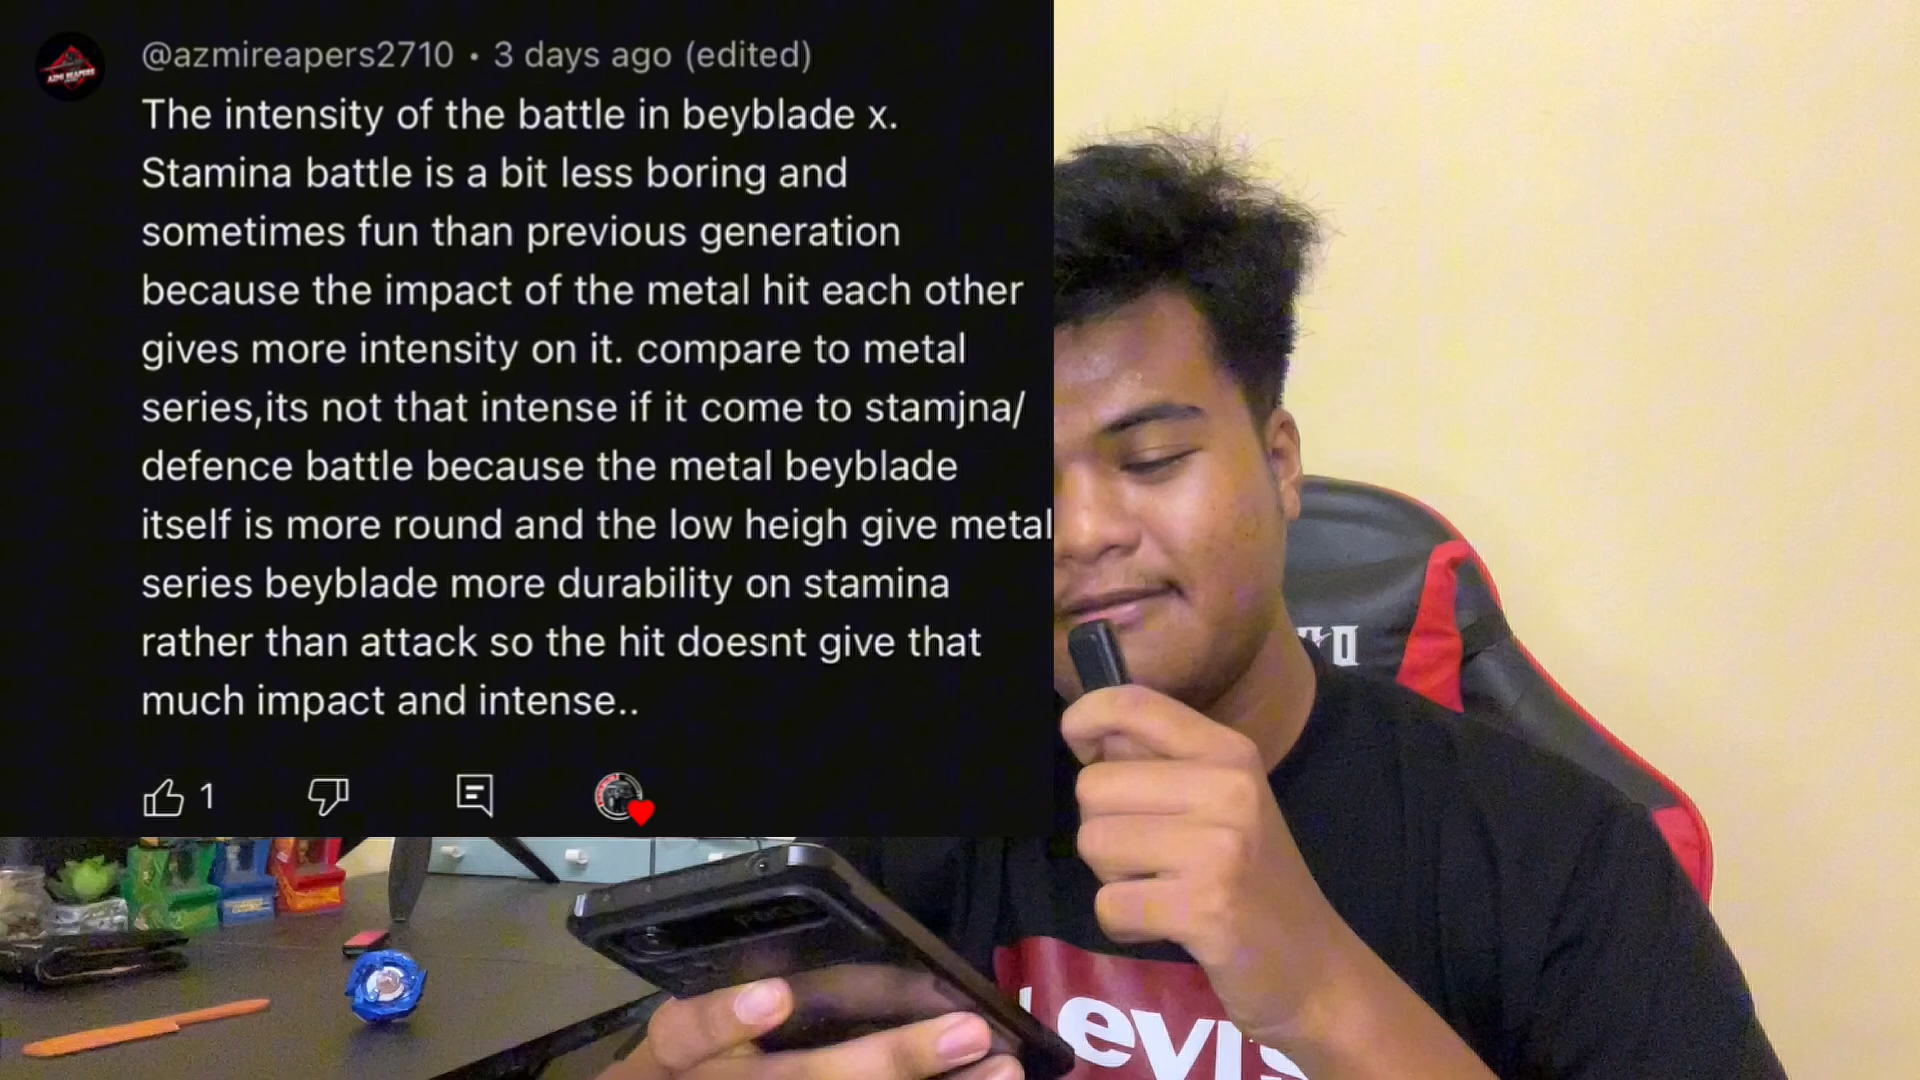 @azmireapers2710 • 3 days ago (edited)
The intensity of the battle in beyblade x.
Stamina battle is a bit less boring and
sometimes fun than previous generation
because the impact of the metal hit each other
gives more intensity on it. compare to metal
series,its not that intense if it come to stamjna/
defence battle because the metal beyblade
itself is more round and the low heigh give metal
series beyblade more durability on stamina
rather than attack so the hit doesnt give that
much impact and intense..
1
AZMI REAPERS
POCO
Levi's